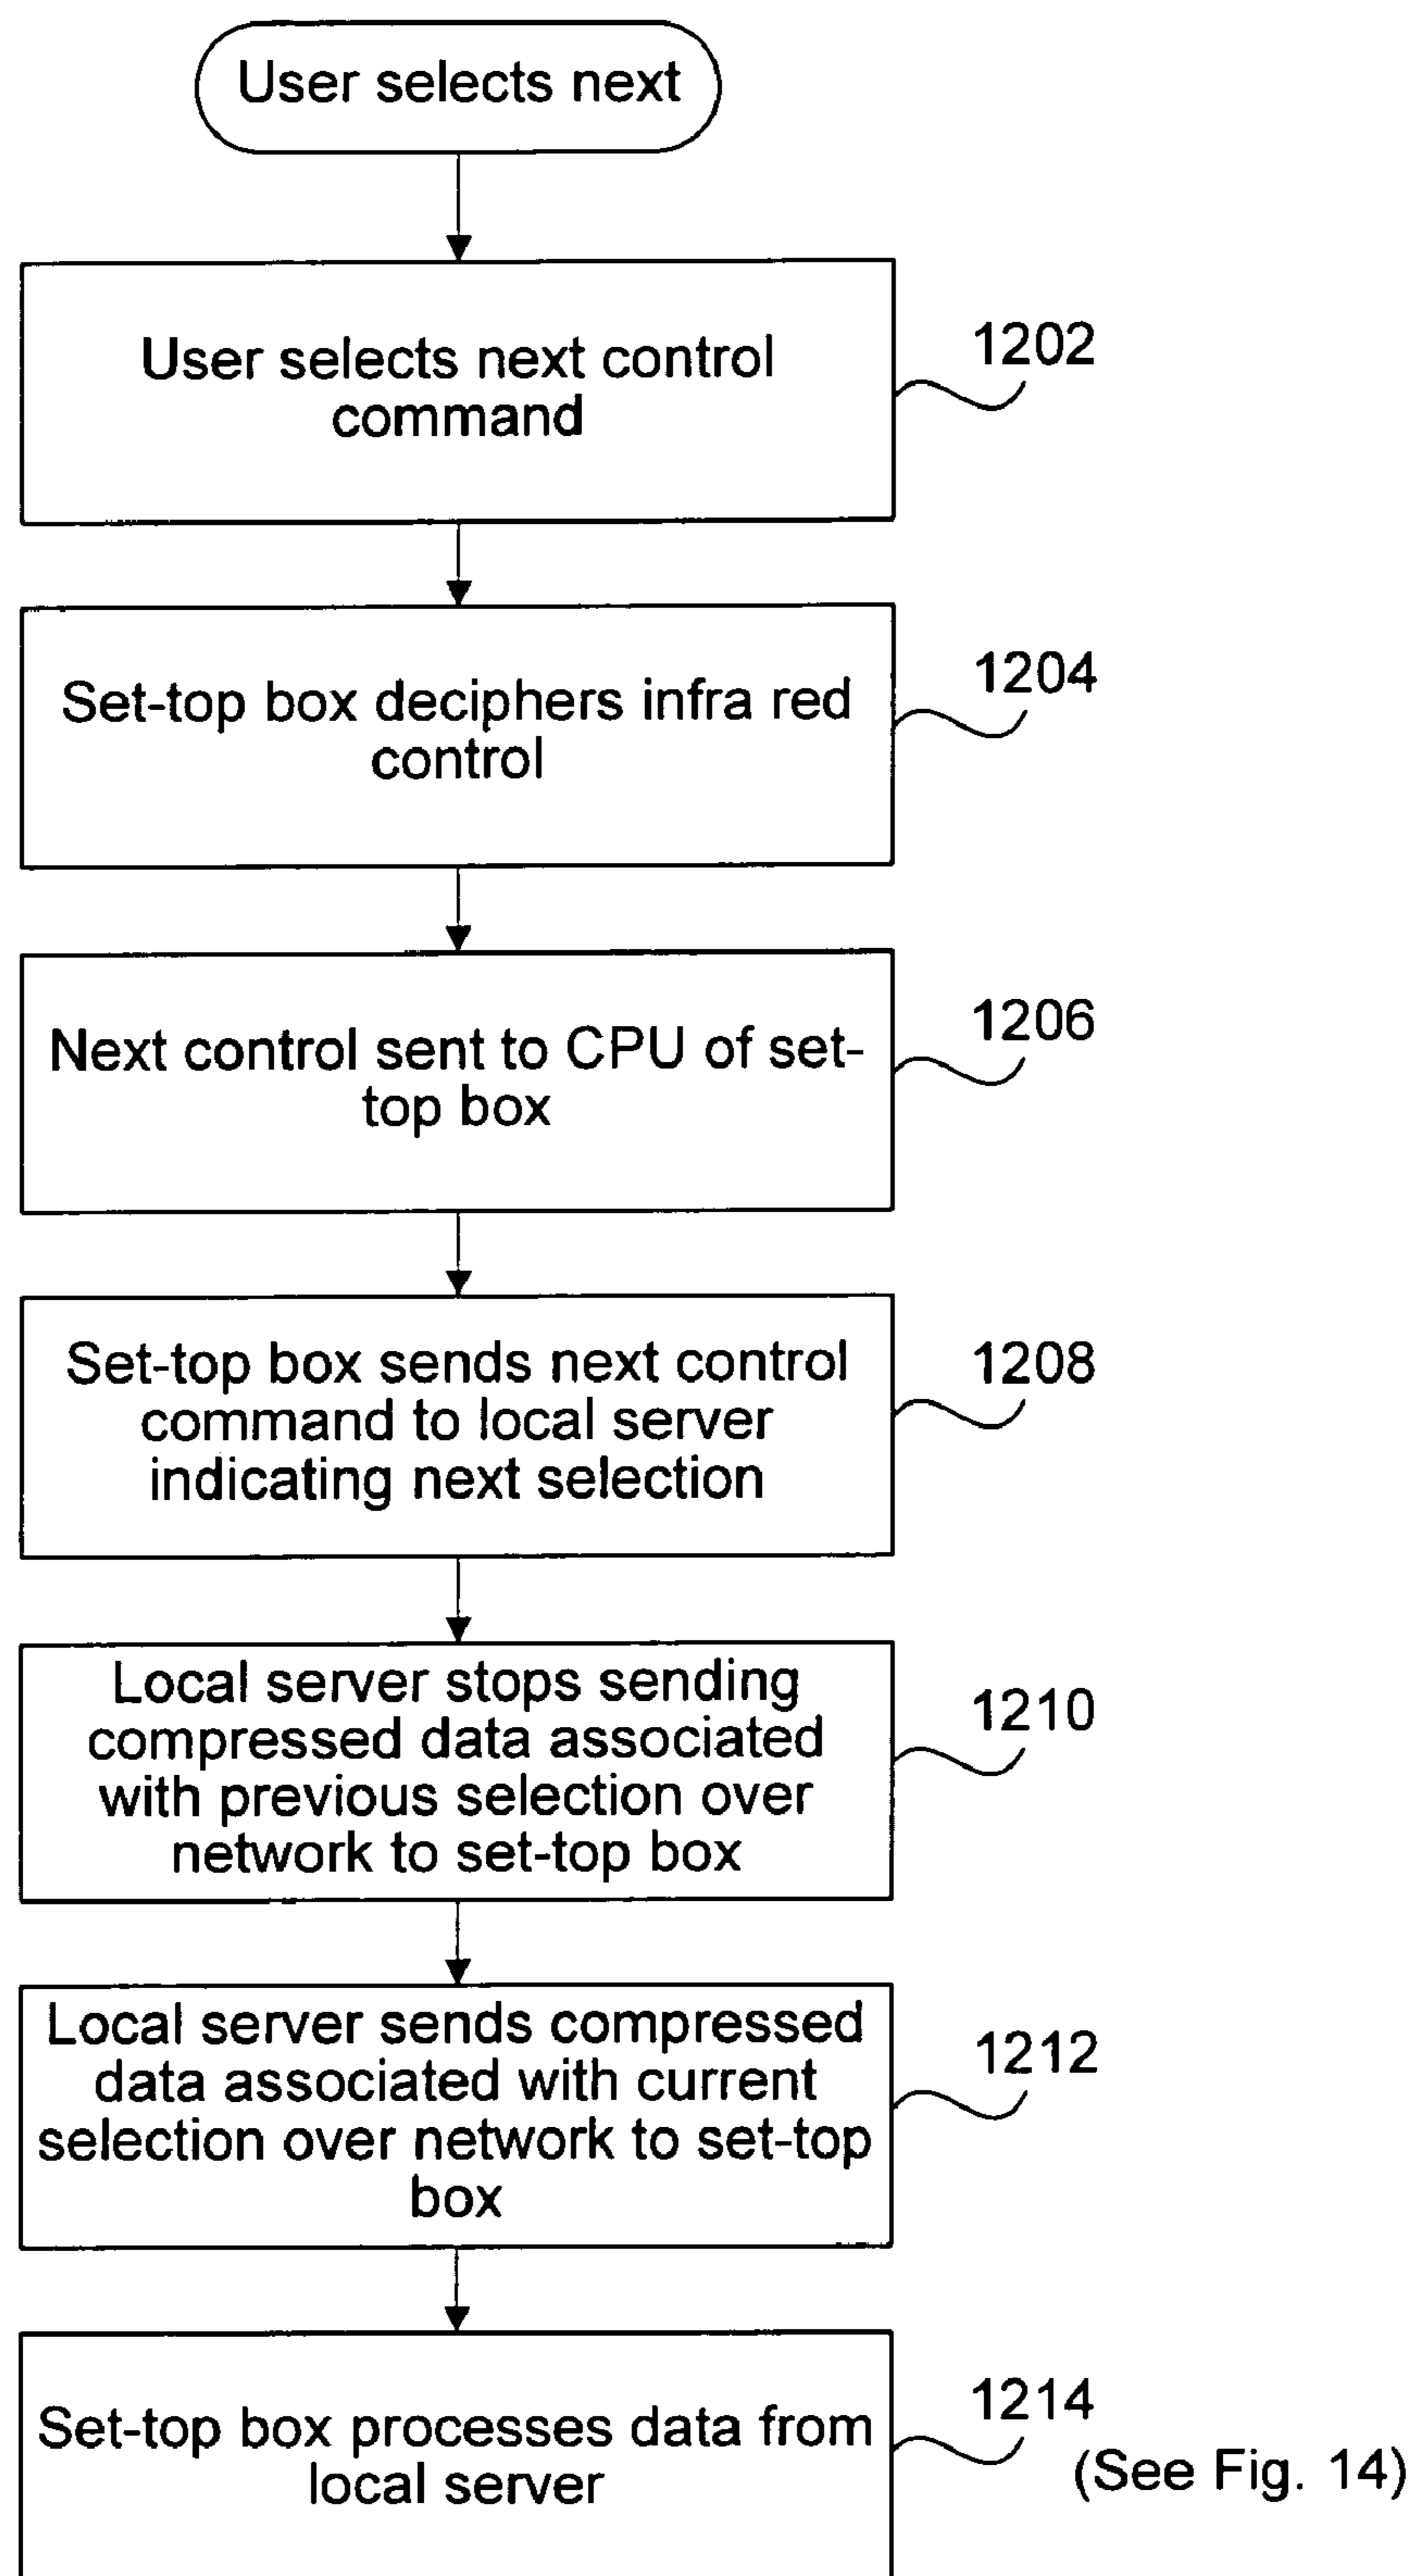 User selects next
User selects next control
command
1202
Set-top box deciphers infra red
control
1204
Next control sent to CPU of set-
top box
1206
Set-top box sends next control
command to local server
indicating next selection
1208
Local server stops sending
compressed data associated
with previous selection over
network to set-top box
1210
Local server sends compressed
data associated with current
selection over network to set-top
box
1212
Set-top box processes data from
local server
1214
(See Fig. 14)